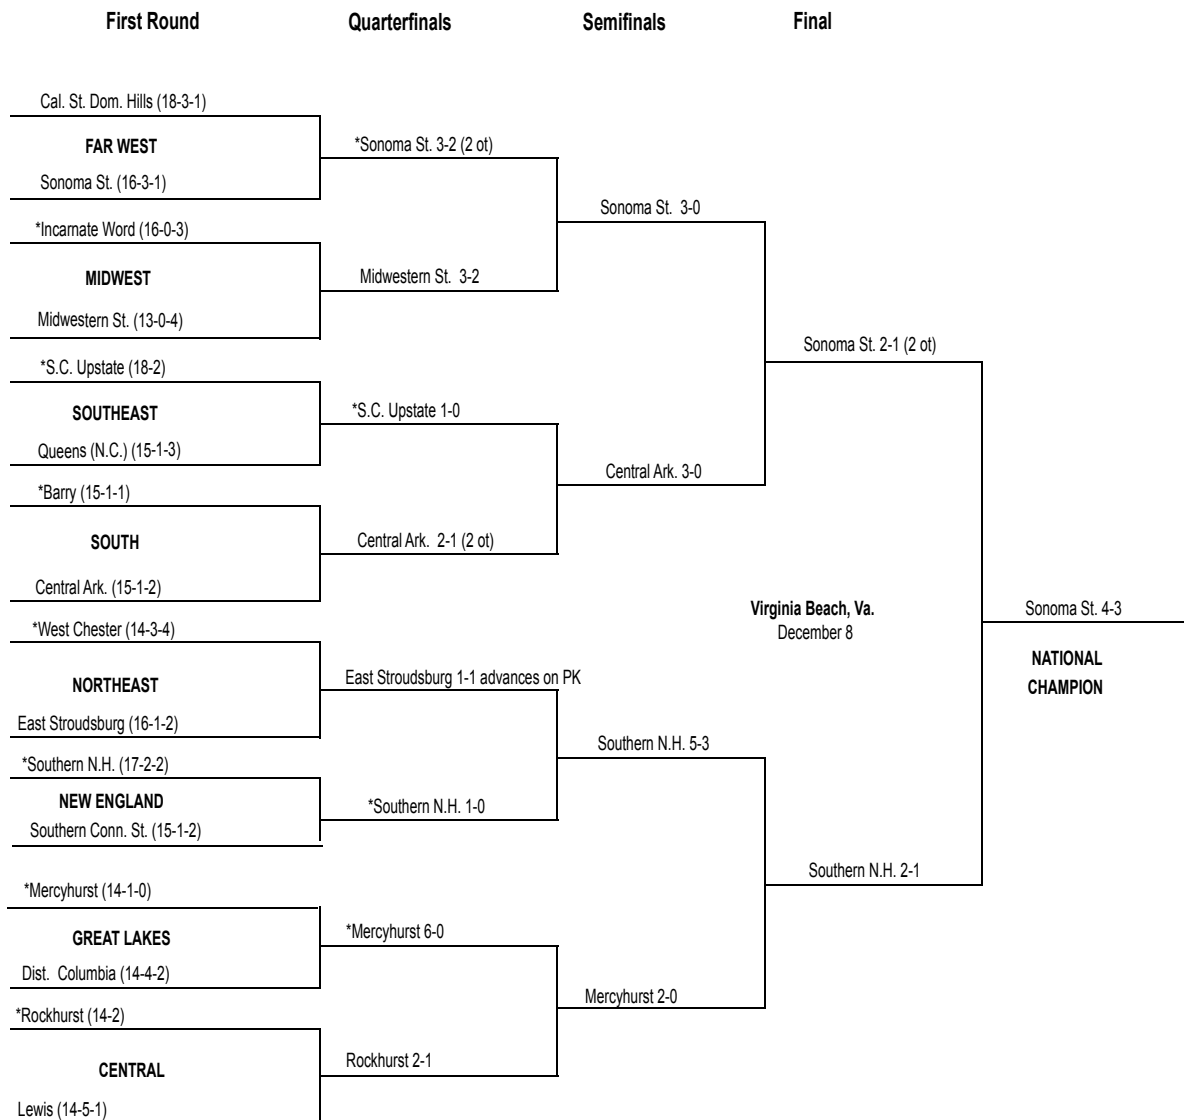 First Round
Quarterfinals
Semifinals
Final
Cal. St. Dom. Hills (18-3-1)
FAR WEST
*Sonoma St. 3-2 (2 ot)
Sonoma St. (16-3-1)
Sonoma St. 3-0
*Incarnate Word (16-0-3)
MIDWEST
Midwestern St. 3-2
Midwestern St. (13-0-4)
Sonoma St. 2-1 (2 ot)
*S.C. Upstate (18-2)
SOUTHEAST
*S.C. Upstate 1-0
Queens (N.C.) (15-1-3)
Central Ark. 3-0
*Barry (15-1-1)
SOUTH
Central Ark. 2-1 (2 ot)
Central Ark. (15-1-2)
Virginia Beach, Va.
December 8
Sonoma St. 4-3
NATIONAL
CHAMPION
*West Chester (14-3-4)
NORTHEAST
East Stroudsburg 1-1 advances on PK
East Stroudsburg (16-1-2)
Southern N.H. 5-3
*Southern N.H. (17-2-2)
NEW ENGLAND
*Southern N.H. 1-0
Southern Conn. St. (15-1-2)
Southern N.H. 2-1
*Mercyhurst (14-1-0)
GREAT LAKES
*Mercyhurst 6-0
Dist. Columbia (14-4-2)
Mercyhurst 2-0
*Rockhurst (14-2)
CENTRAL
Rockhurst 2-1
Lewis (14-5-1)